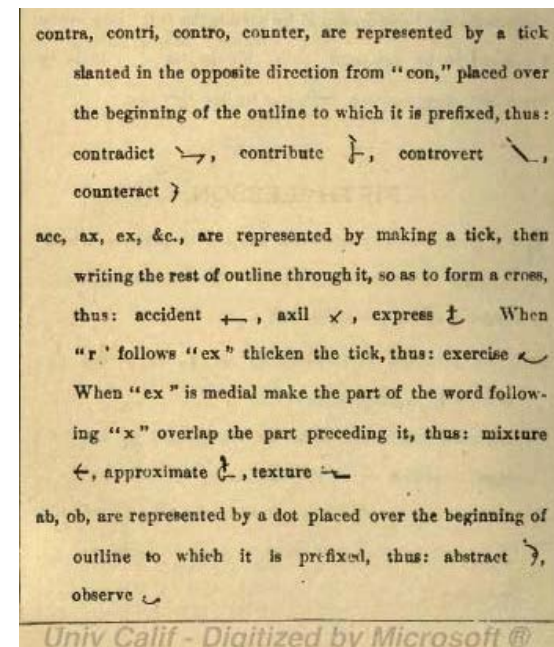 contra, contri, contro, counter, are represented by a tick
slanted in the opposite direction from "con," placed over
the beginning of the outline to which it is prefixed, thus:
contradict , contribute , controvert ,
counteract
acc, ax, ex, &c., are represented by making a tick, then
writing the rest of outline through it, so as to form a cross,
thus: accident , axil , express When
"r ' follows "ex" thicken the tick, thus: exercise
When "ex" is medial make the part of the word follow-
ing "x" overlap the part preceding it, thus: mixture
, approximate , texture
ab, ob, are represented by a dot placed over the beginning of
outline to which it is prefixed, thus: abstract ,
observe
Univ Calif - Digitized by Microsoft ®